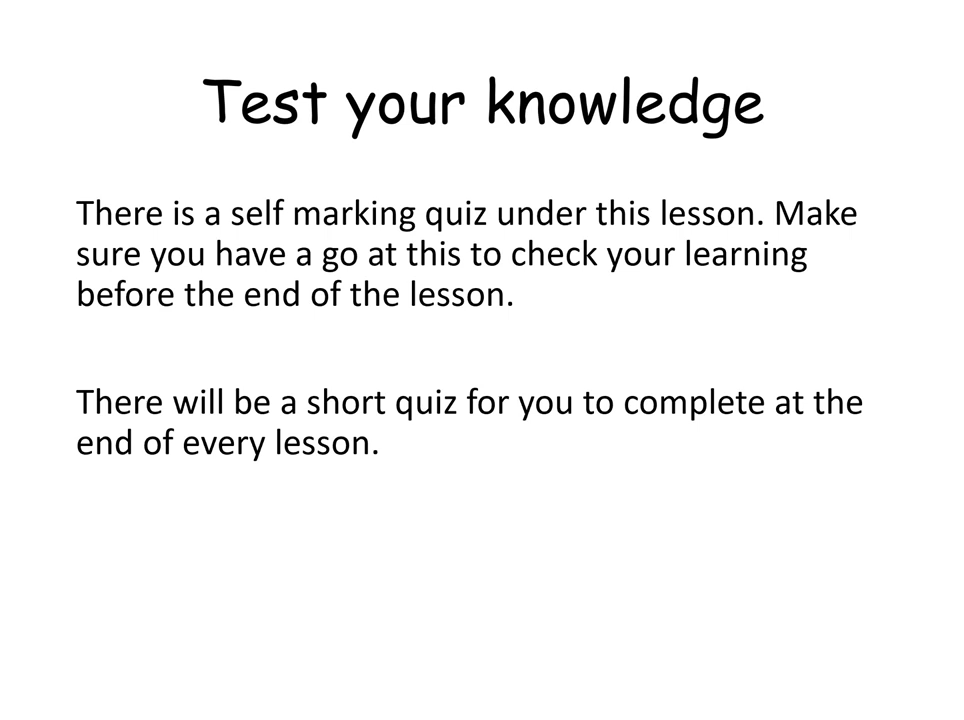 Test your knowledge
There is a self marking quiz under this lesson. Make
sure you have a go at this to check your learning
before the end of the lesson.
There will be a short quiz for you to complete at the
end of every lesson.